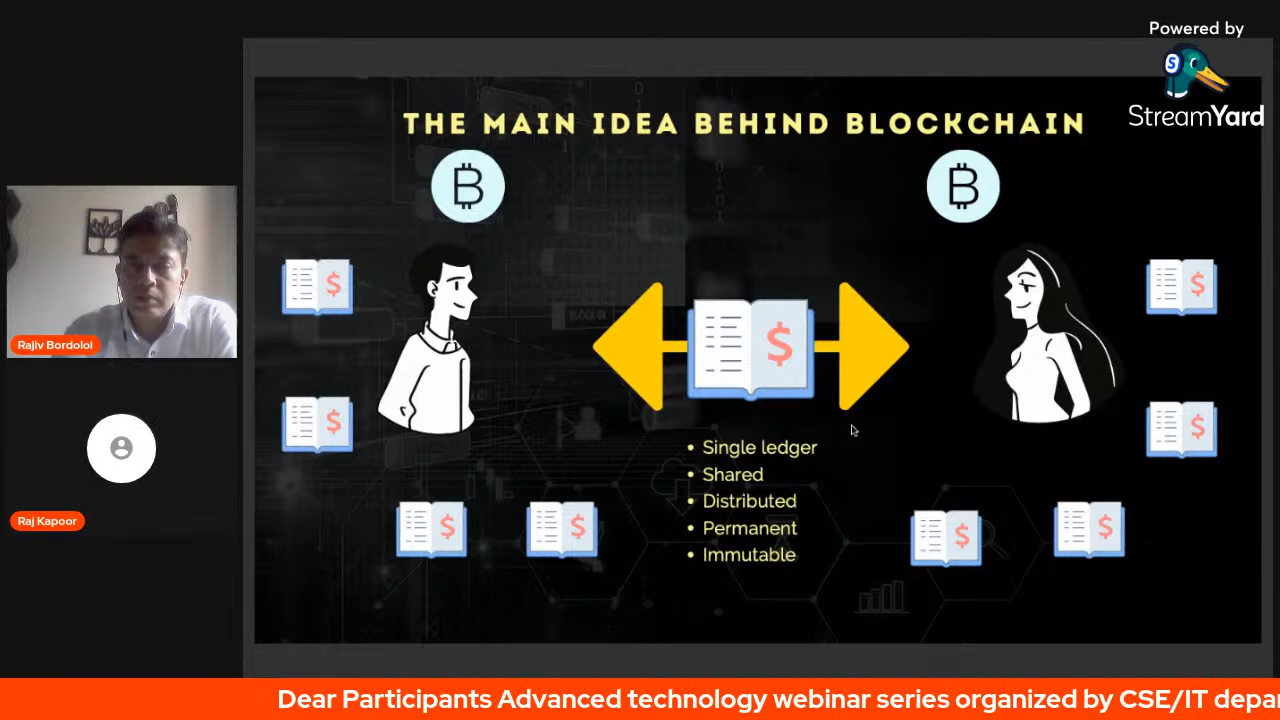 Powered by
StreamYard
THE MAIN IDEA BEHIND BLOCKCHAIN
Rajiv Bordoloi
Raj Kapoor
• Single ledger
• Shared
• Distributed
• Permanent
• Immutable
Dear Participants Advanced technology webinar series organized by CSE/IT depa